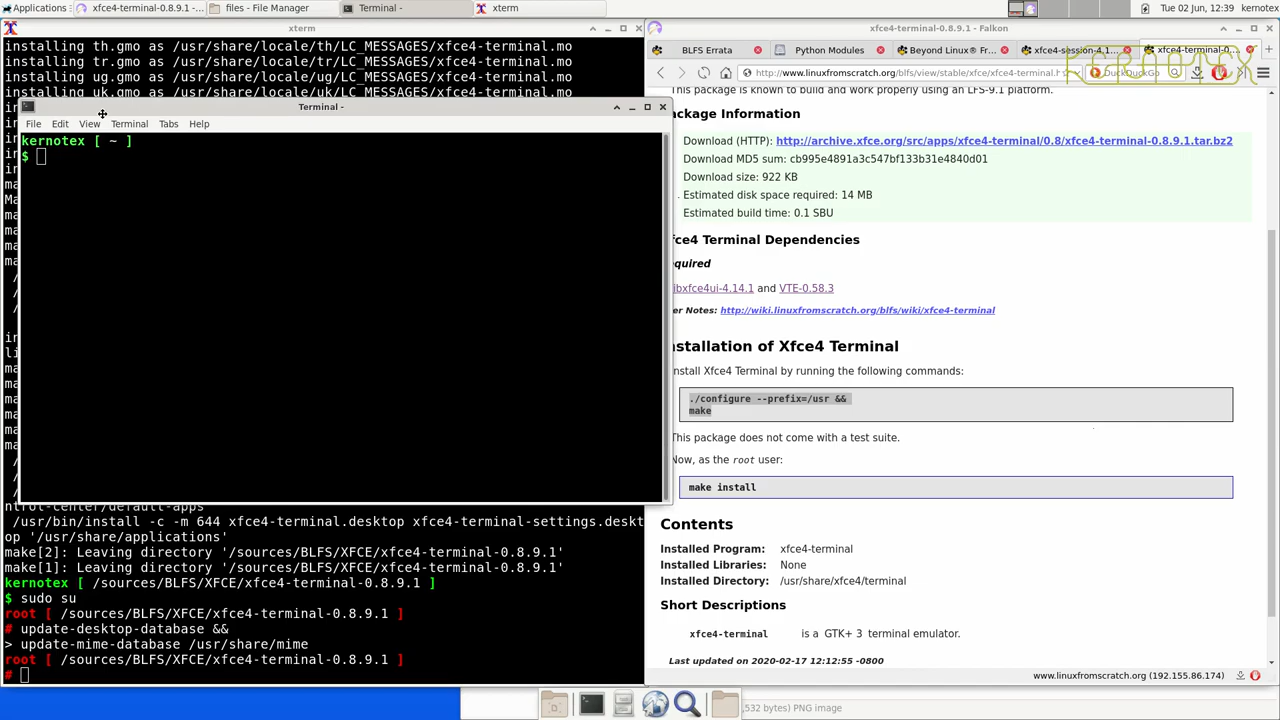 Applications
xfce4-terminal-0.8.9.1 -...
files - File Manager
Terminal -
xterm
Tue 02 Jun, 12:39
kernotex
xterm
installing th.gmo as /usr/share/locale/th/LC_MESSAGES/xfce4-terminal.mo
installing tr.gmo as /usr/share/locale/tr/LC_MESSAGES/xfce4-terminal.mo
installing ug.gmo as /usr/share/locale/ug/LC_MESSAGES/xfce4-terminal.mo
installing uk.gmo as /usr/share/locale/uk/LC_MESSAGES/xfce4-terminal.mo
Terminal -
File Edit View Terminal Tabs Help
kernotex [ ~ ]
$
ntrol-center/default-apps
/usr/bin/install -c -m 644 xfce4-terminal.desktop xfce4-terminal-settings.deskt
op '/usr/share/applications'
make[2]: Leaving directory '/sources/BLFS/XFCE/xfce4-terminal-0.8.9.1'
make[1]: Leaving directory '/sources/BLFS/XFCE/xfce4-terminal-0.8.9.1'
kernotex [ /sources/BLFS/XFCE/xfce4-terminal-0.8.9.1 ]
$ sudo su
root [ /sources/BLFS/XFCE/xfce4-terminal-0.8.9.1 ]
# update-desktop-database &&
> update-mime-database /usr/share/mime
root [ /sources/BLFS/XFCE/xfce4-terminal-0.8.9.1 ]
#
xfce4-terminal-0.8.9.1 - Falkon
BLFS Errata
Python Modules
Beyond Linux® Fr...
xfce4-session-4.1...
xfce4-terminal-0...
http://www.linuxfromscratch.org/blfs/view/stable/xfce/xfce4-terminal.h
DuckDuckGo
KERNOTEX
package is known to build and work properly using an LFS-9.1 platform.
ackage Information
Download (HTTP): http://archive.xfce.org/src/apps/xfce4-terminal/0.8/xfce4-terminal-0.8.9.1.tar.bz2
Download MD5 sum: cb995e4891a3c547bf133b31e4840d01
Download size: 922 KB
Estimated disk space required: 14 MB
Estimated build time: 0.1 SBU
fce4 Terminal Dependencies
equired
ibxfce4ui-4.14.1 and VTE-0.58.3
er Notes: http://wiki.linuxfromscratch.org/blfs/wiki/xfce4-terminal
nstallation of Xfce4 Terminal
nstall Xfce4 Terminal by running the following commands:
./configure --prefix=/usr &&
make
This package does not come with a test suite.
Now, as the root user:
make install
Contents
Installed Program: xfce4-terminal
Installed Libraries: None
Installed Directory: /usr/share/xfce4/terminal
Short Descriptions
xfce4-terminal is a GTK+ 3 terminal emulator.
Last updated on 2020-02-17 12:12:55 -0800
www.linuxfromscratch.org (192.155.86.174)
,532 bytes) PNG image